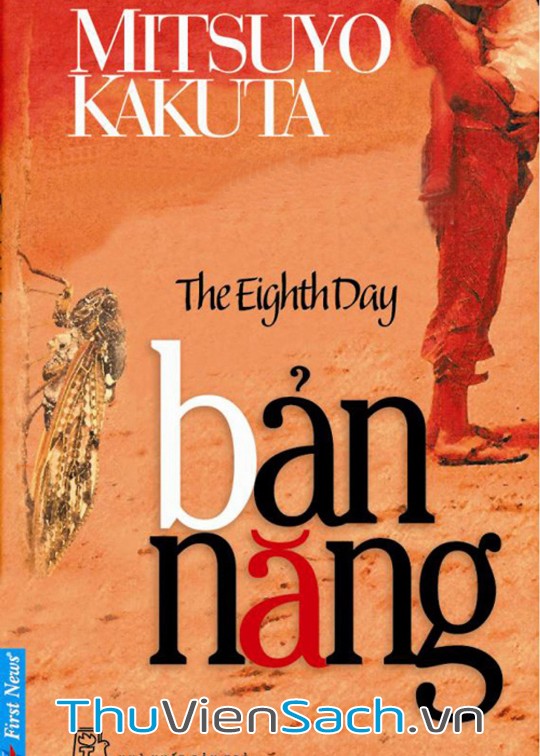 MITSUYO
KAKUTA
The Eighth Day
bản
năng
First News
ThuVienSach.vn